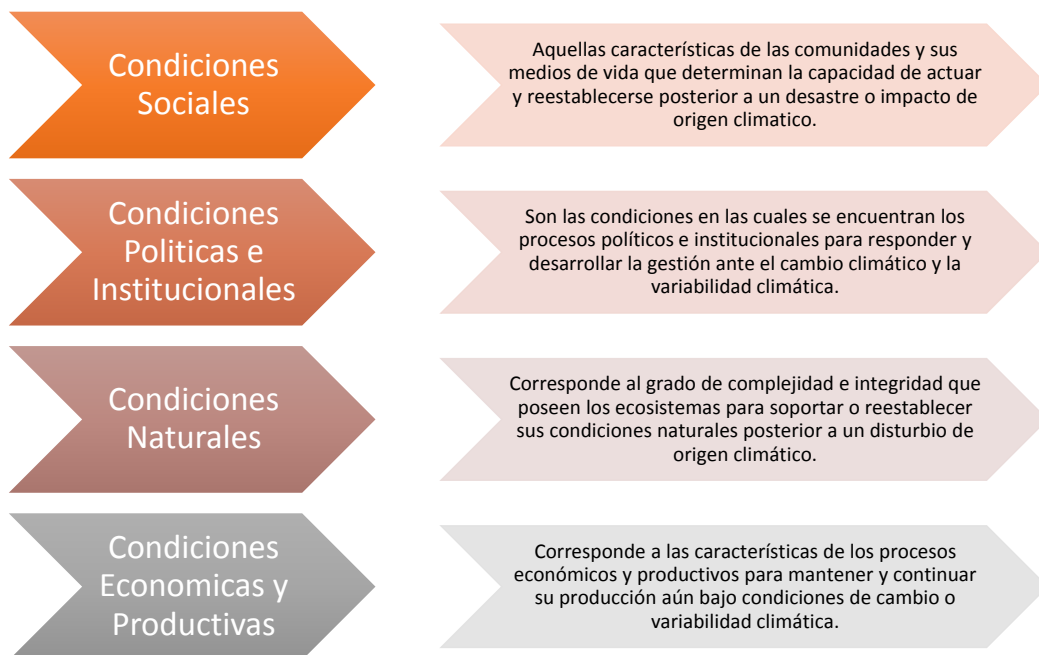 Condiciones
Sociales
Aquellas características de las comunidades y sus
medios de vida que determinan la capacidad de actuar
y reestablecerse posterior a un desastre o impacto de
origen climatico.
Condiciones
Politicas e
Institucionales
Son las condiciones en las cuales se encuentran los
procesos políticos e institucionales para responder y
desarrollar la gestión ante el cambio climático y la
variabilidad climática.
Condiciones
Naturales
Corresponde al grado de complejidad e integridad que
poseen los ecosistemas para soportar o reestablecer
sus condiciones naturales posterior a un disturbio de
origen climático.
Condiciones
Economicas y
Productivas
Corresponde a las características de los procesos
económicos y productivos para mantener y continuar
su producción aún bajo condiciones de cambio o
variabilidad climática.